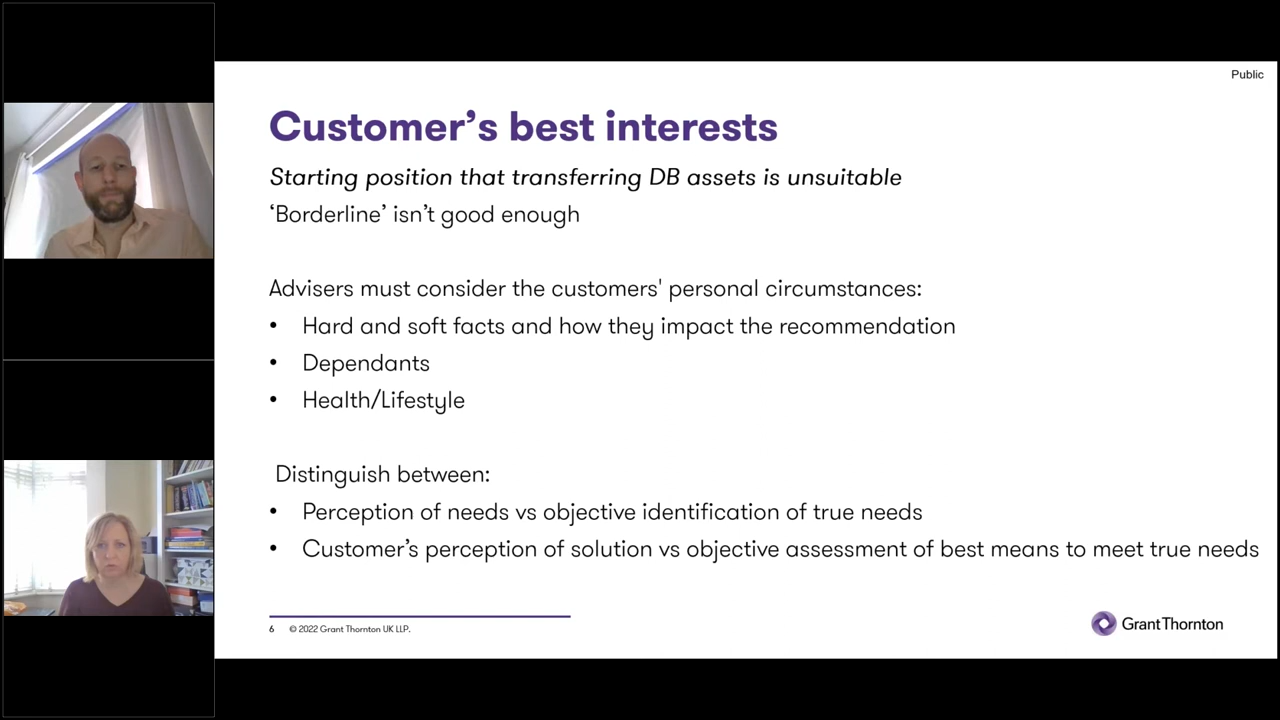 Public
Customer’s best interests
Starting position that transferring DB assets is unsuitable
‘Borderline’ isn’t good enough
Advisers must consider the customers' personal circumstances:
• Hard and soft facts and how they impact the recommendation
• Dependants
• Health/Lifestyle
Distinguish between:
• Perception of needs vs objective identification of true needs
• Customer’s perception of solution vs objective assessment of best means to meet true needs
6 © 2022 Grant Thornton UK LLP.
Grant Thornton